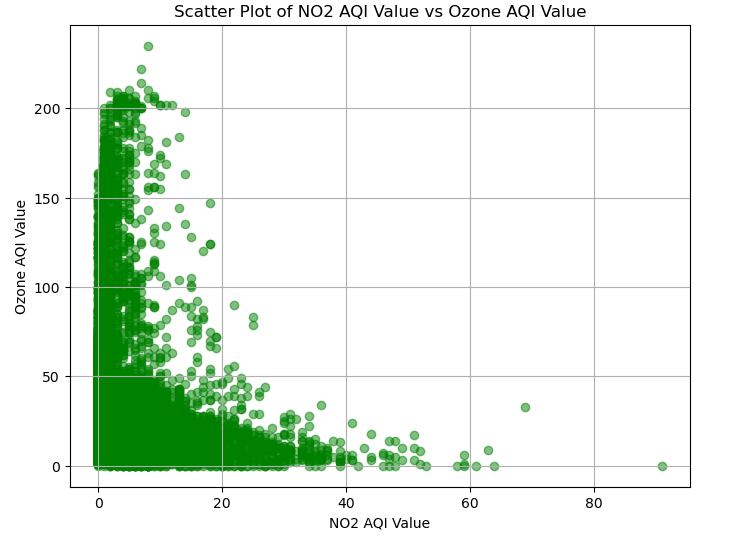 Scatter Plot of NO2 AQI Value vs Ozone AQI Value
200
150
100
50
0
Ozone AQI Value
0 20 40 60 80
NO2 AQI Value